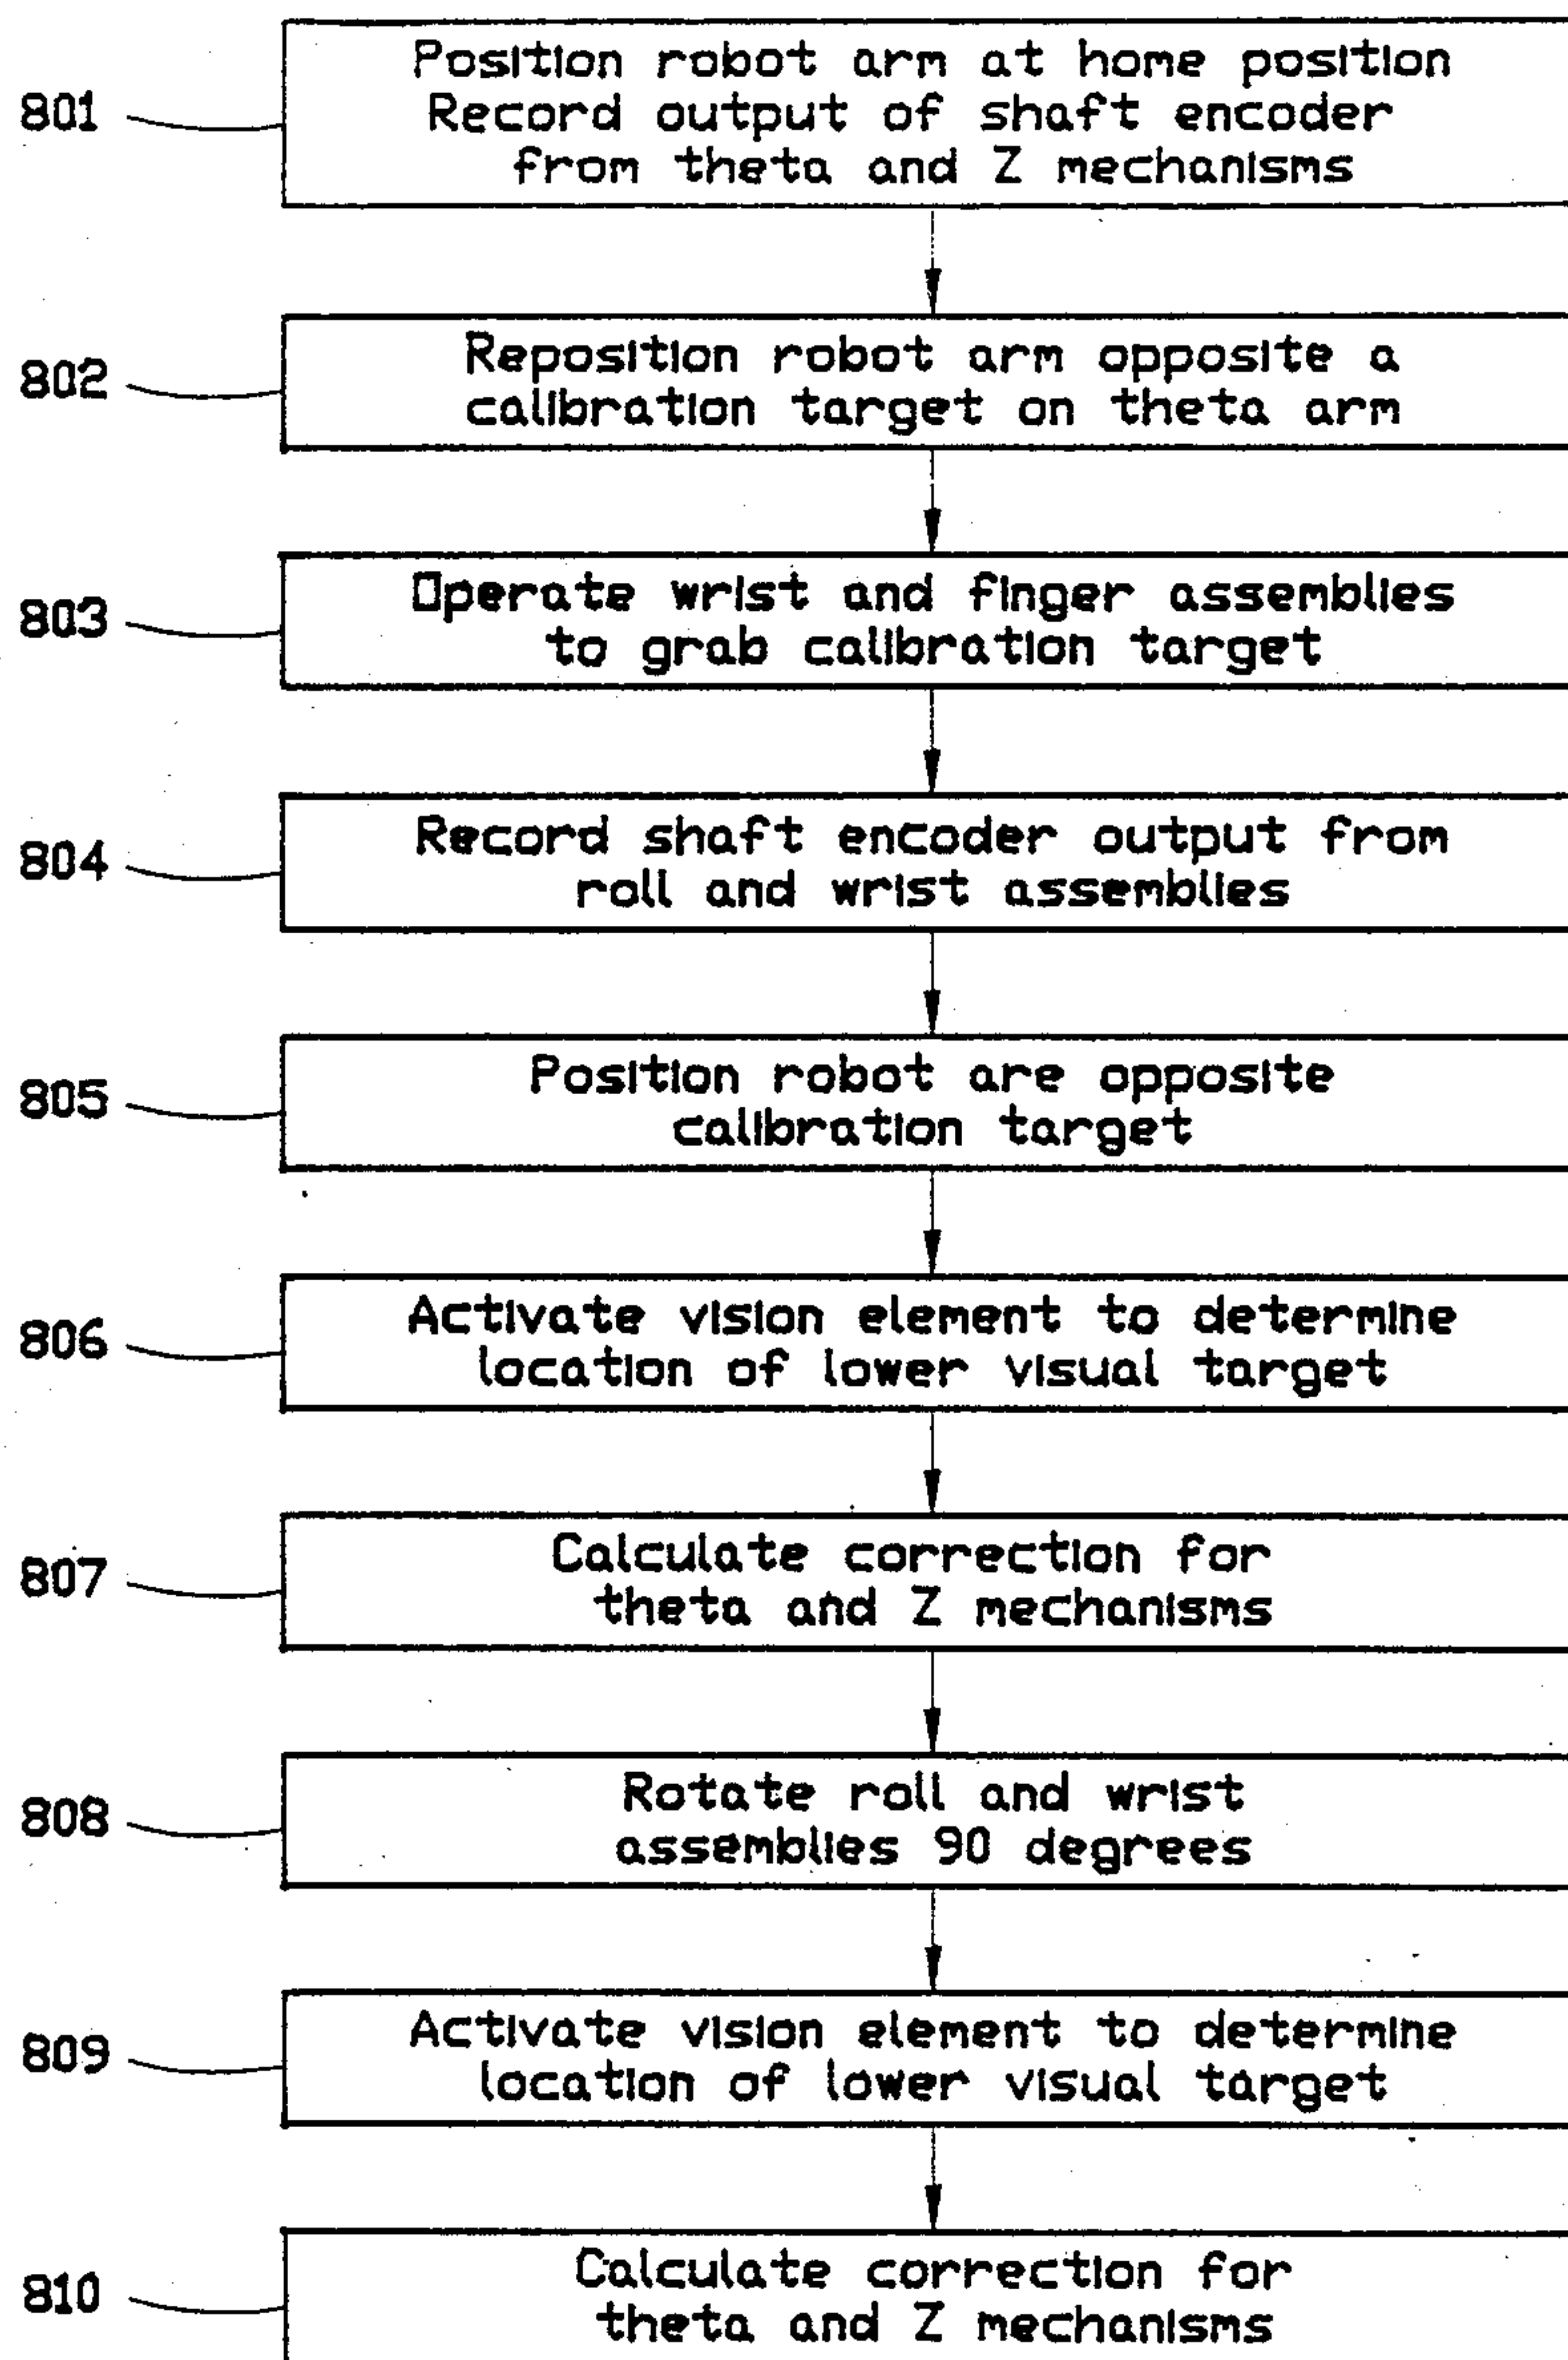 801
Position robot arm at home position
Record output of shaft encoder
from theta and Z mechanisms
802
Reposition robot arm opposite a
calibration target on theta arm
803
Operate wrist and finger assemblies
to grab calibration target
804
Record shaft encoder output from
roll and wrist assemblies
805
Position robot are opposite
calibration target
806
Activate vision element to determine
location of lower visual target
807
Calculate correction for
theta and Z mechanisms
808
Rotate roll and wrist
assemblies 90 degrees
809
Activate vision element to determine
location of lower visual target
810
Calculate correction for
theta and Z mechanisms